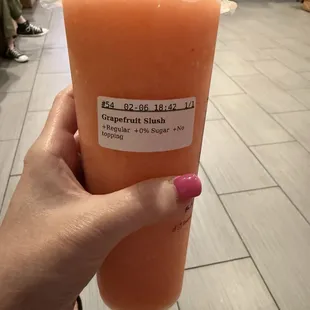 #54 02-06 18:42 1/1
Grapefruit Slush
+Regular +0% Sugar +No
topping